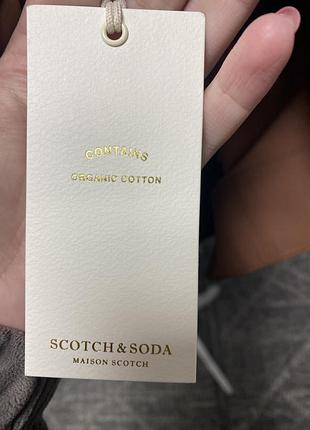 CONTAINS
ORGANIC COTTON
SCOTCH & SODA
MAISON SCOTCH